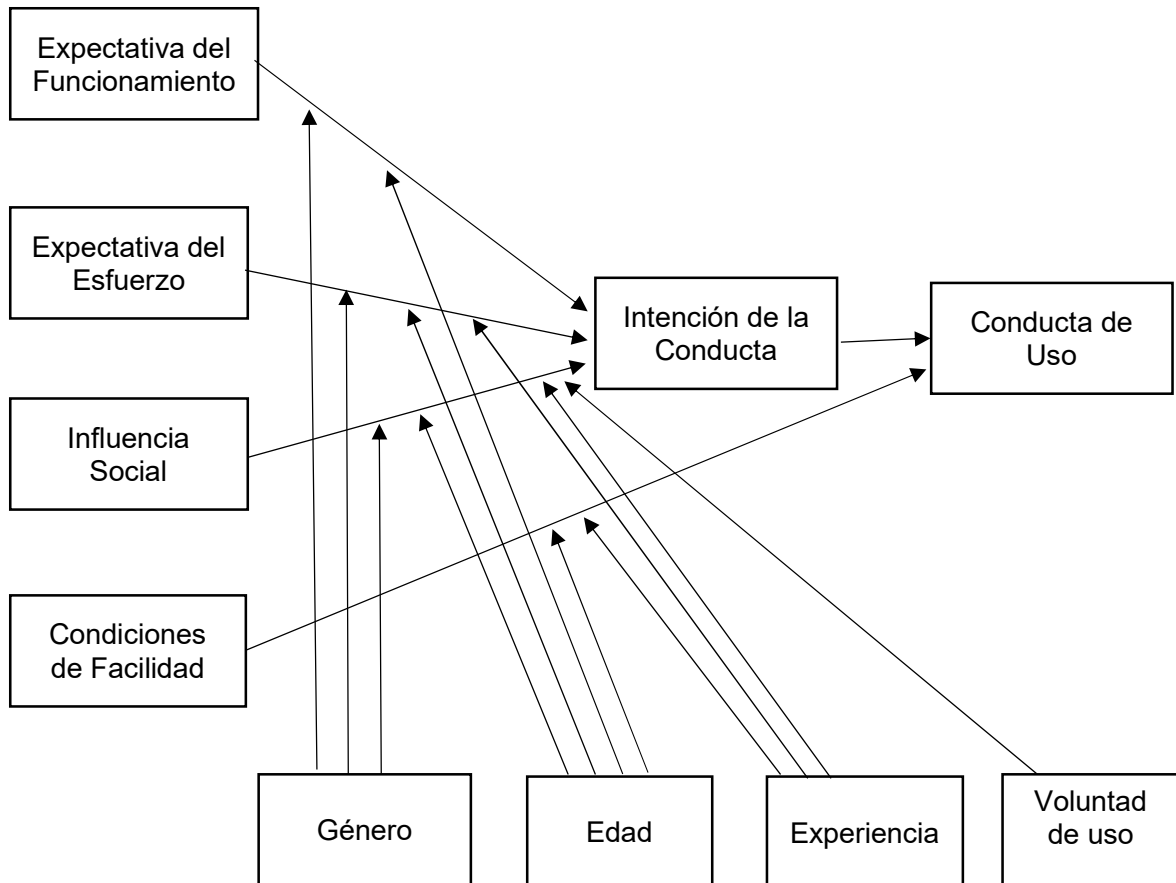 Expectativa del
Funcionamiento
Expectativa del
Esfuerzo
Intención de la
Conducta
Conducta de
Uso
Influencia
Social
Condiciones
de Facilidad
Género
Edad
Experiencia
Voluntad
de uso